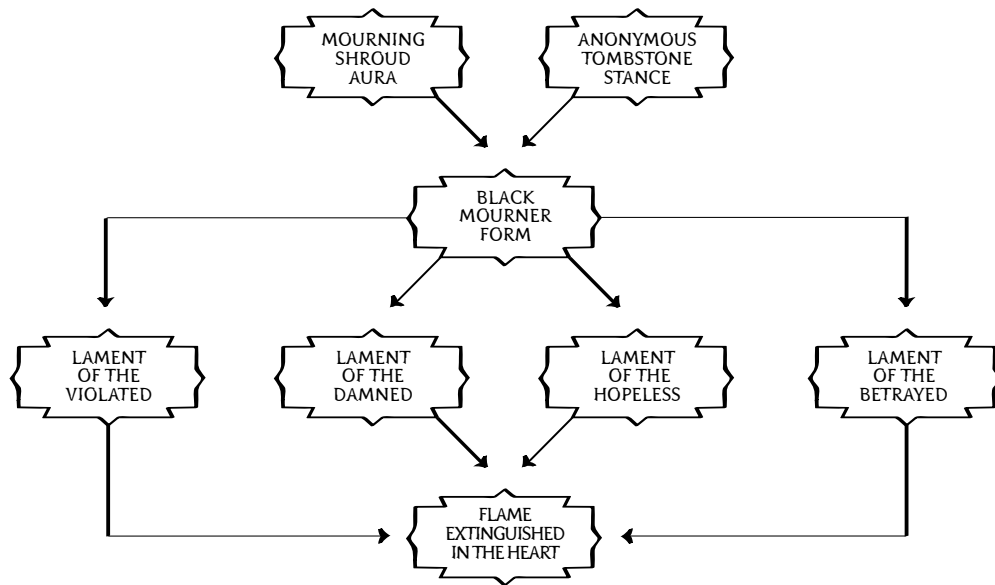 MOURNING
SHROUD
AURA
ANONYMOUS
TOMBSTONE
STANCE
BLACK
MOURNER
FORM
LAMENT
OF THE
VIOLATED
LAMENT
OF THE
DAMNED
LAMENT
OF THE
HOPELESS
LAMENT
OF THE
BETRAYED
FLAME
EXTINGUISHED
IN THE HEART